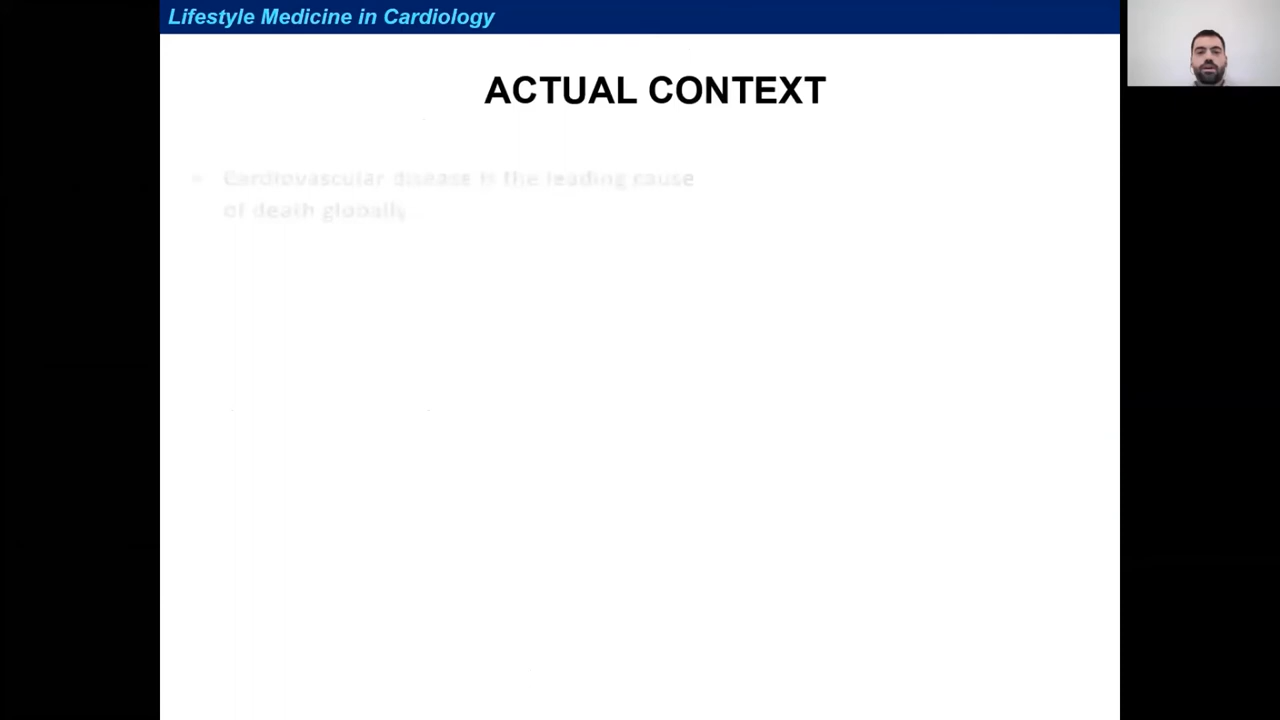 Lifestyle Medicine in Cardiology
ACTUAL CONTEXT
• Cardiovascular disease is the leading cause
of death globally